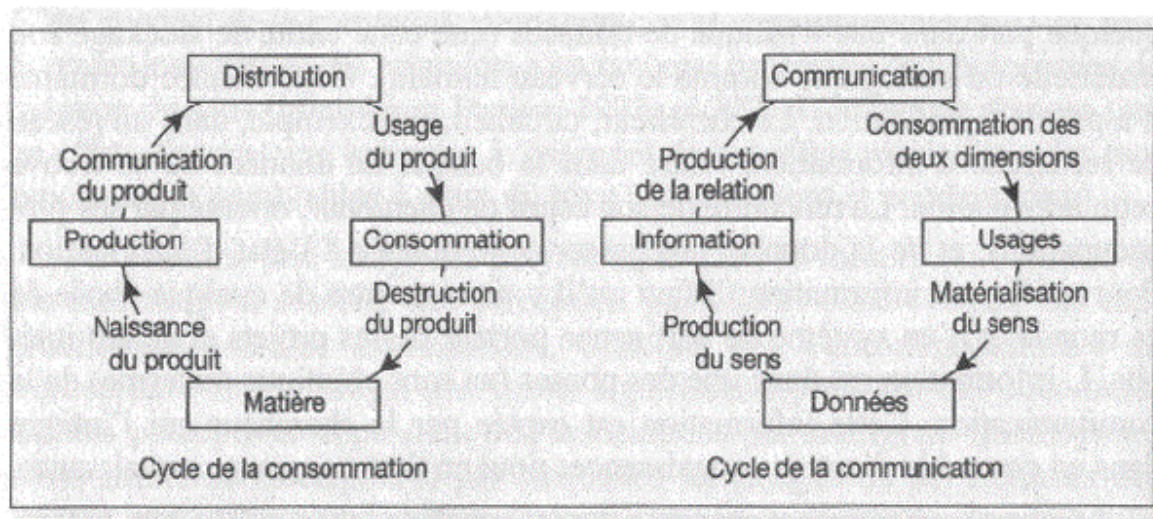 Distribution
Usage
du produit
Communication
du produit
Production
Consommation
Naissance
du produit
Destruction
du produit
Matière
Cycle de la consommation
Communication
Consommation des
deux dimensions
Production
de la relation
Information
Usages
Production
du sens
Matérialisation
du sens
Données
Cycle de la communication